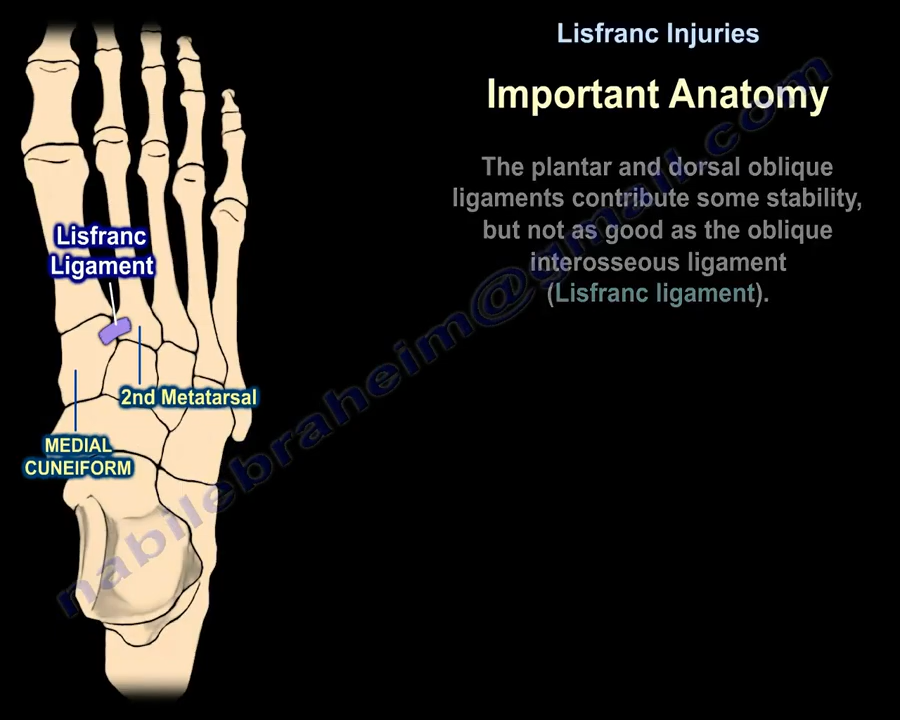 Lisfranc Injuries
Important Anatomy
The plantar and dorsal oblique
ligaments contribute some stability,
but not as good as the oblique
interosseous ligament
(Lisfranc ligament).
Lisfranc
Ligament
2nd Metatarsal
MEDIAL
CUNEIFORM
nabilebraheim@gmail.com